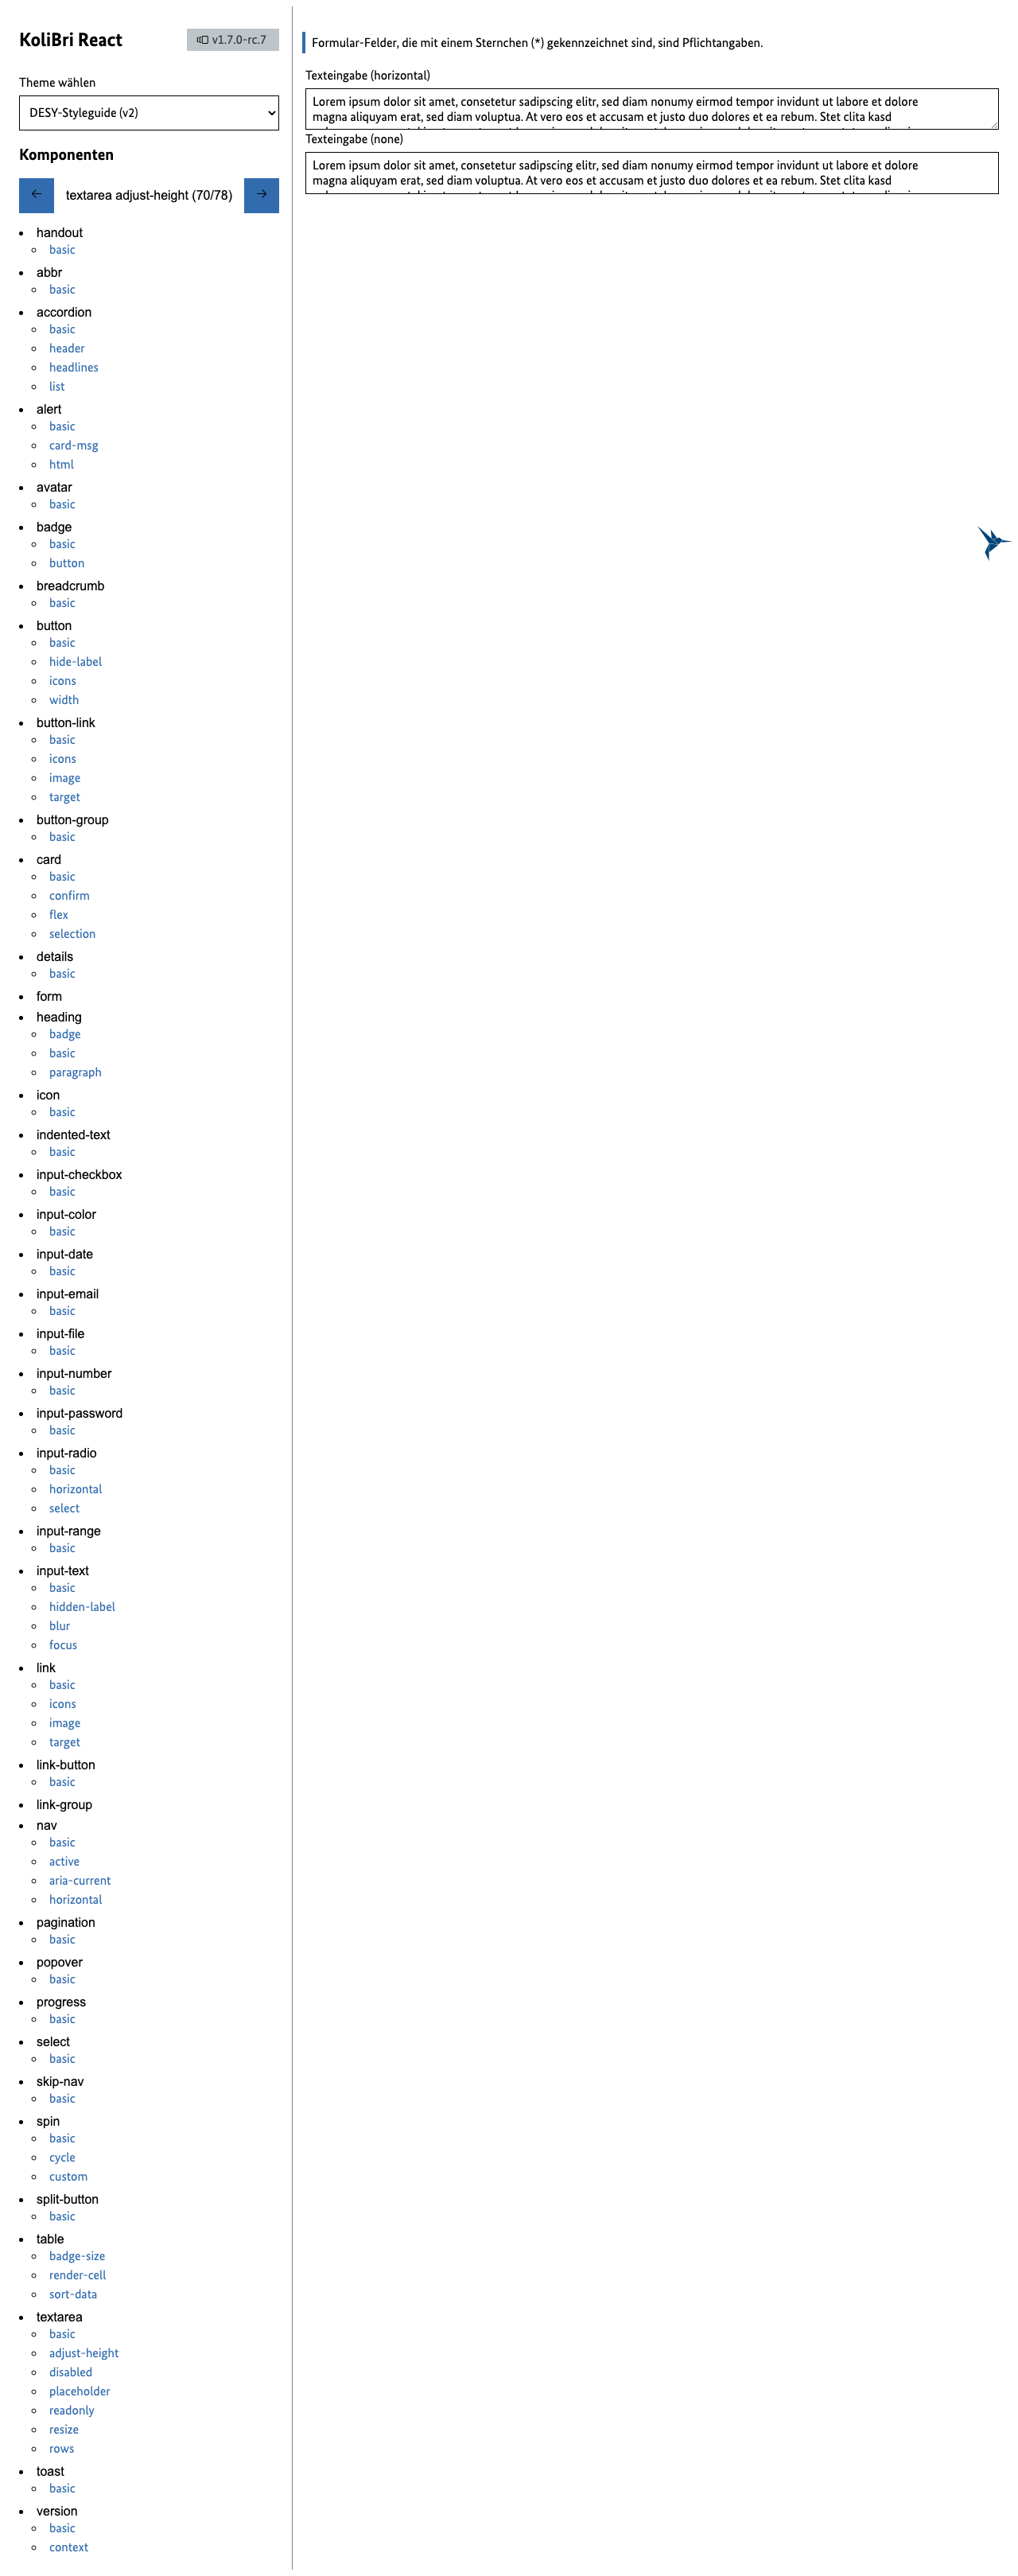 KoliBri React
v1.7.0-rc.7
Theme wählen
DESY-Styleguide (v2)
Komponenten
← textarea adjust-height (70/78) →
handout
basic
abbr
basic
accordion
basic
header
headlines
list
alert
basic
card-msg
html
avatar
basic
badge
basic
button
breadcrumb
basic
button
basic
hide-label
icons
width
button-link
basic
icons
image
target
button-group
basic
card
basic
confirm
flex
selection
details
basic
form
heading
badge
basic
paragraph
icon
basic
indented-text
basic
input-checkbox
basic
input-color
basic
input-date
basic
input-email
basic
input-file
basic
input-number
basic
input-password
basic
input-radio
basic
horizontal
select
input-range
basic
input-text
basic
hidden-label
blur
focus
link
basic
icons
image
target
link-button
basic
link-group
nav
basic
active
aria-current
horizontal
pagination
basic
popover
basic
progress
basic
select
basic
skip-nav
basic
spin
basic
cycle
custom
split-button
basic
table
badge-size
render-cell
sort-data
textarea
basic
adjust-height
disabled
placeholder
readonly
resize
rows
toast
basic
version
basic
context
Formular-Felder, die mit einem Sternchen (*) gekennzeichnet sind, sind Pflichtangaben.
Texteingabe (horizontal)
Lorem ipsum dolor sit amet, consetetur sadipscing elitr, sed diam nonumy eirmod tempor invidunt ut labore et dolore
magna aliquyam erat, sed diam voluptua. At vero eos et accusam et justo duo dolores et ea rebum. Stet clita kasd
Texteingabe (none)
Lorem ipsum dolor sit amet, consetetur sadipscing elitr, sed diam nonumy eirmod tempor invidunt ut labore et dolore
magna aliquyam erat, sed diam voluptua. At vero eos et accusam et justo duo dolores et ea rebum. Stet clita kasd